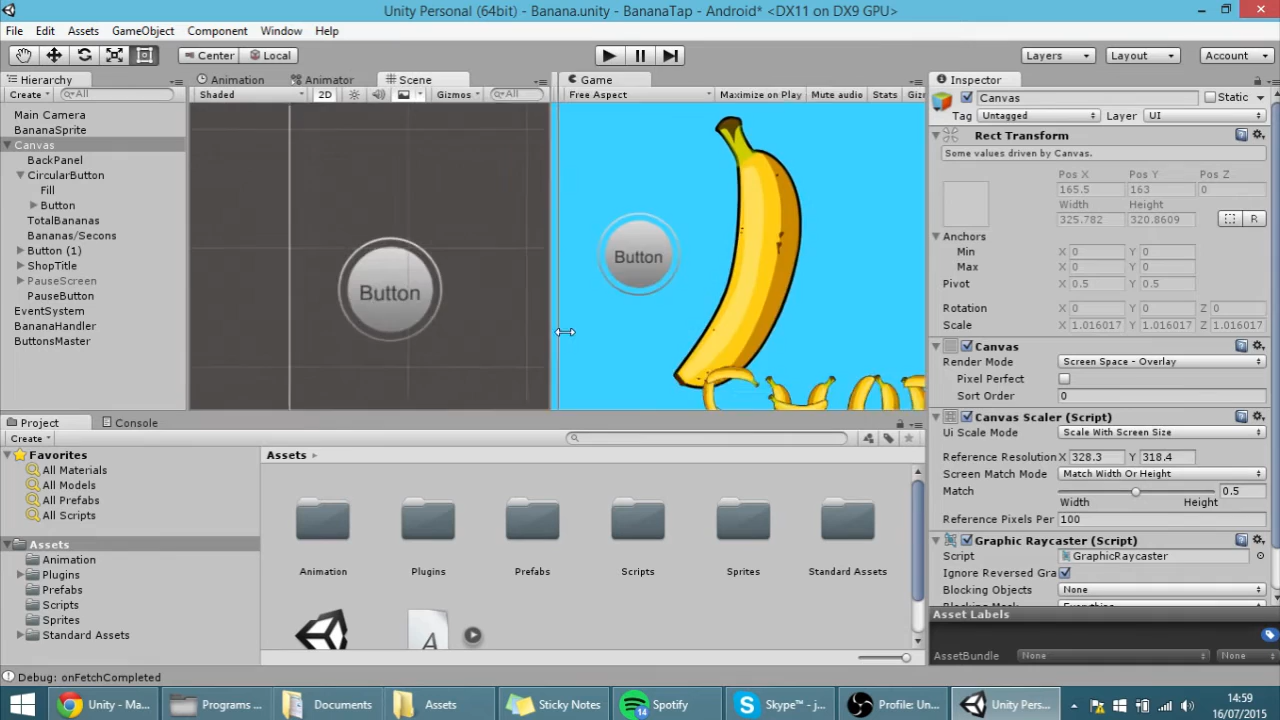 Unity Personal (64bit) - Banana.unity - BananaTap - Android* <DX11 on DX9 GPU>
File Edit Assets GameObject Component Window Help
Center Local Layers Layout Account
Hierarchy Animation Animator Scene Game Inspector
Create All Shaded 2D Gizmos All Free Aspect Maximize on Play Mute audio Stats Giz
Canvas Static
Tag Untagged Layer UI
Main Camera
BananaSprite
Canvas
BackPanel
CircularButton
Fill
Button
TotalBananas
Bananas/Secons
Button (1)
ShopTitle
PauseScreen
PauseButton
EventSystem
BananaHandler
ButtonsMaster
Button
Button
Rect Transform
Some values driven by Canvas.
Pos X Pos Y Pos Z
165.5 163 0
Width Height
325.782 320.8609 R
Anchors
Min X 0 Y 0
Max X 0 Y 0
Pivot X 0.5 Y 0.5
Rotation X 0 Y 0 Z 0
Scale X 1.016017 Y 1.016017 Z 1.016017
Canvas
Render Mode Screen Space - Overlay
Pixel Perfect
Sort Order 0
Canvas Scaler (Script)
Ui Scale Mode Scale With Screen Size
Reference Resolution X 328.3 Y 318.4
Screen Match Mode Match Width Or Height
Match 0.5
Width Height
Reference Pixels Per 100
Graphic Raycaster (Script)
Script GraphicRaycaster
Ignore Reversed Gra
Blocking Objects None
Asset Labels
AssetBundle None None
Project Console
Create
Favorites
All Materials
All Models
All Prefabs
All Scripts
Assets
Animation
Plugins
Prefabs
Scripts
Sprites
Standard Assets
Assets
Animation Plugins Prefabs Scripts Sprites Standard Assets
A
Debug: onFetchCompleted
Unity - Ma... Programs ... Documents Assets Sticky Notes 14 Spotify Skype™ - j... Profile: Un... Unity Pers...
14:59
16/07/2015